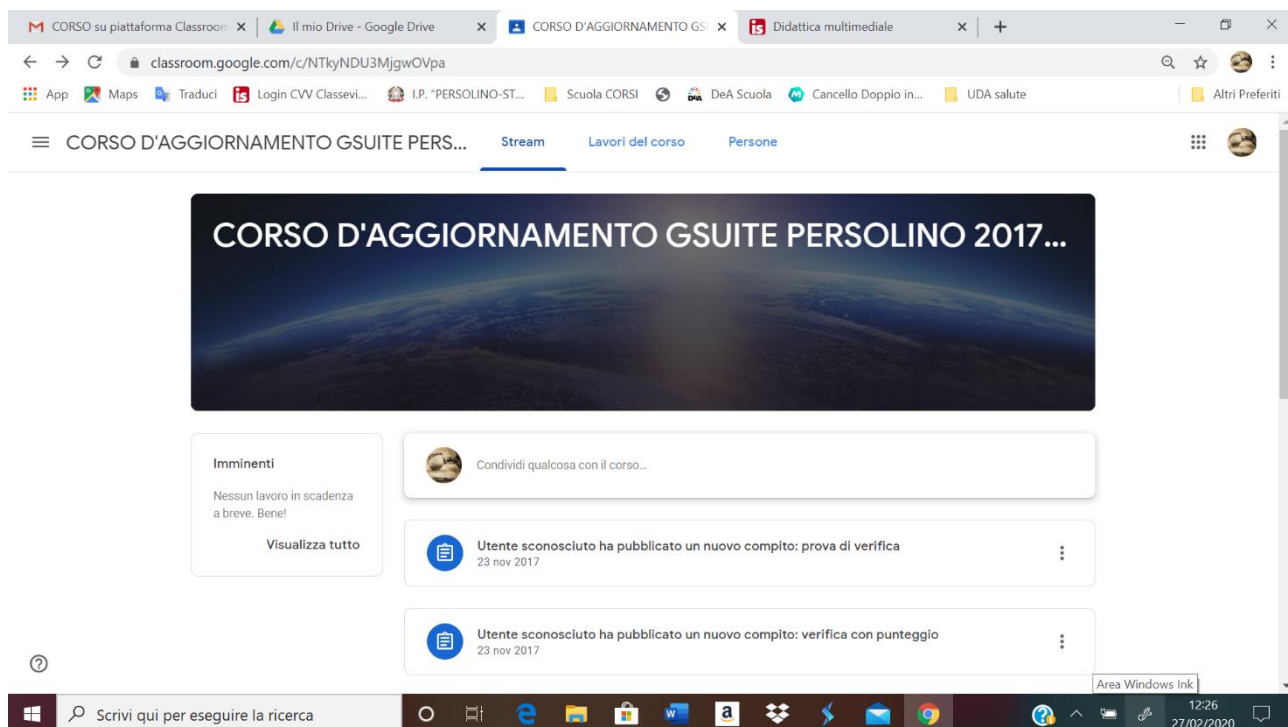 CORSO su piattaforma Classroom
Il mio Drive - Google Drive
CORSO D'AGGIORNAMENTO GS
Didattica multimediale
classroom.google.com/c/NTkyNDU3MjgwOVpa
App
Maps
Traduci
Login CVV Classevi...
I.P. "PERSOLINO-ST...
Scuola CORSI
DeA Scuola
Cancello Doppio in...
UDA salute
Altri Preferiti
CORSO D'AGGIORNAMENTO GSUITE PERS...
Stream
Lavori del corso
Persone
CORSO D'AGGIORNAMENTO GSUITE PERSOLINO 2017...
Imminenti
Nessun lavoro in scadenza
a breve. Bene!
Visualizza tutto
Condividi qualcosa con il corso...
Utente sconosciuto ha pubblicato un nuovo compito: prova di verifica
23 nov 2017
Utente sconosciuto ha pubblicato un nuovo compito: verifica con punteggio
23 nov 2017
Area Windows Ink
Scrivi qui per eseguire la ricerca
12:26
27/02/2020